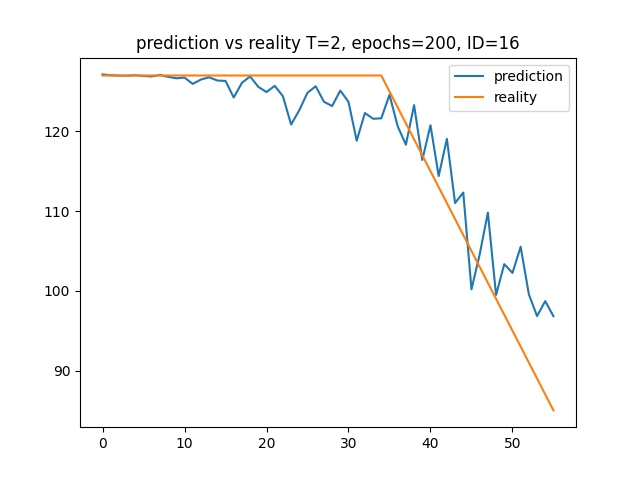 prediction vs reality T=2, epochs=200, ID=16
prediction
reality
120
110
100
90
0 10 20 30 40 50